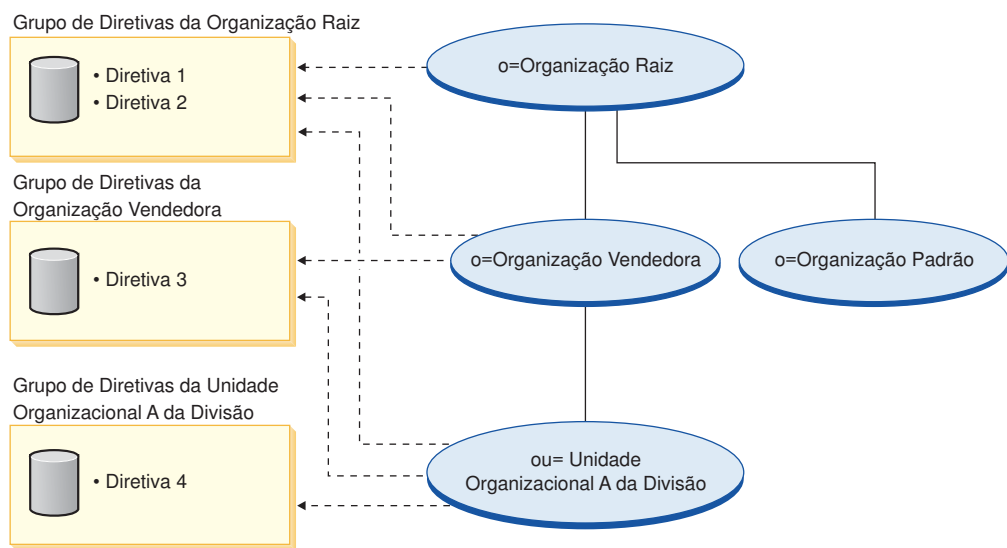 Grupo de Diretivas da Organização Raiz
• Diretiva 1
• Diretiva 2
o=Organização Raiz
Grupo de Diretivas da
Organização Vendedora
• Diretiva 3
o=Organização Vendedora
o=Organização Padrão
Grupo de Diretivas da Unidade
Organizacional A da Divisão
• Diretiva 4
ou= Unidade
Organizacional A da Divisão